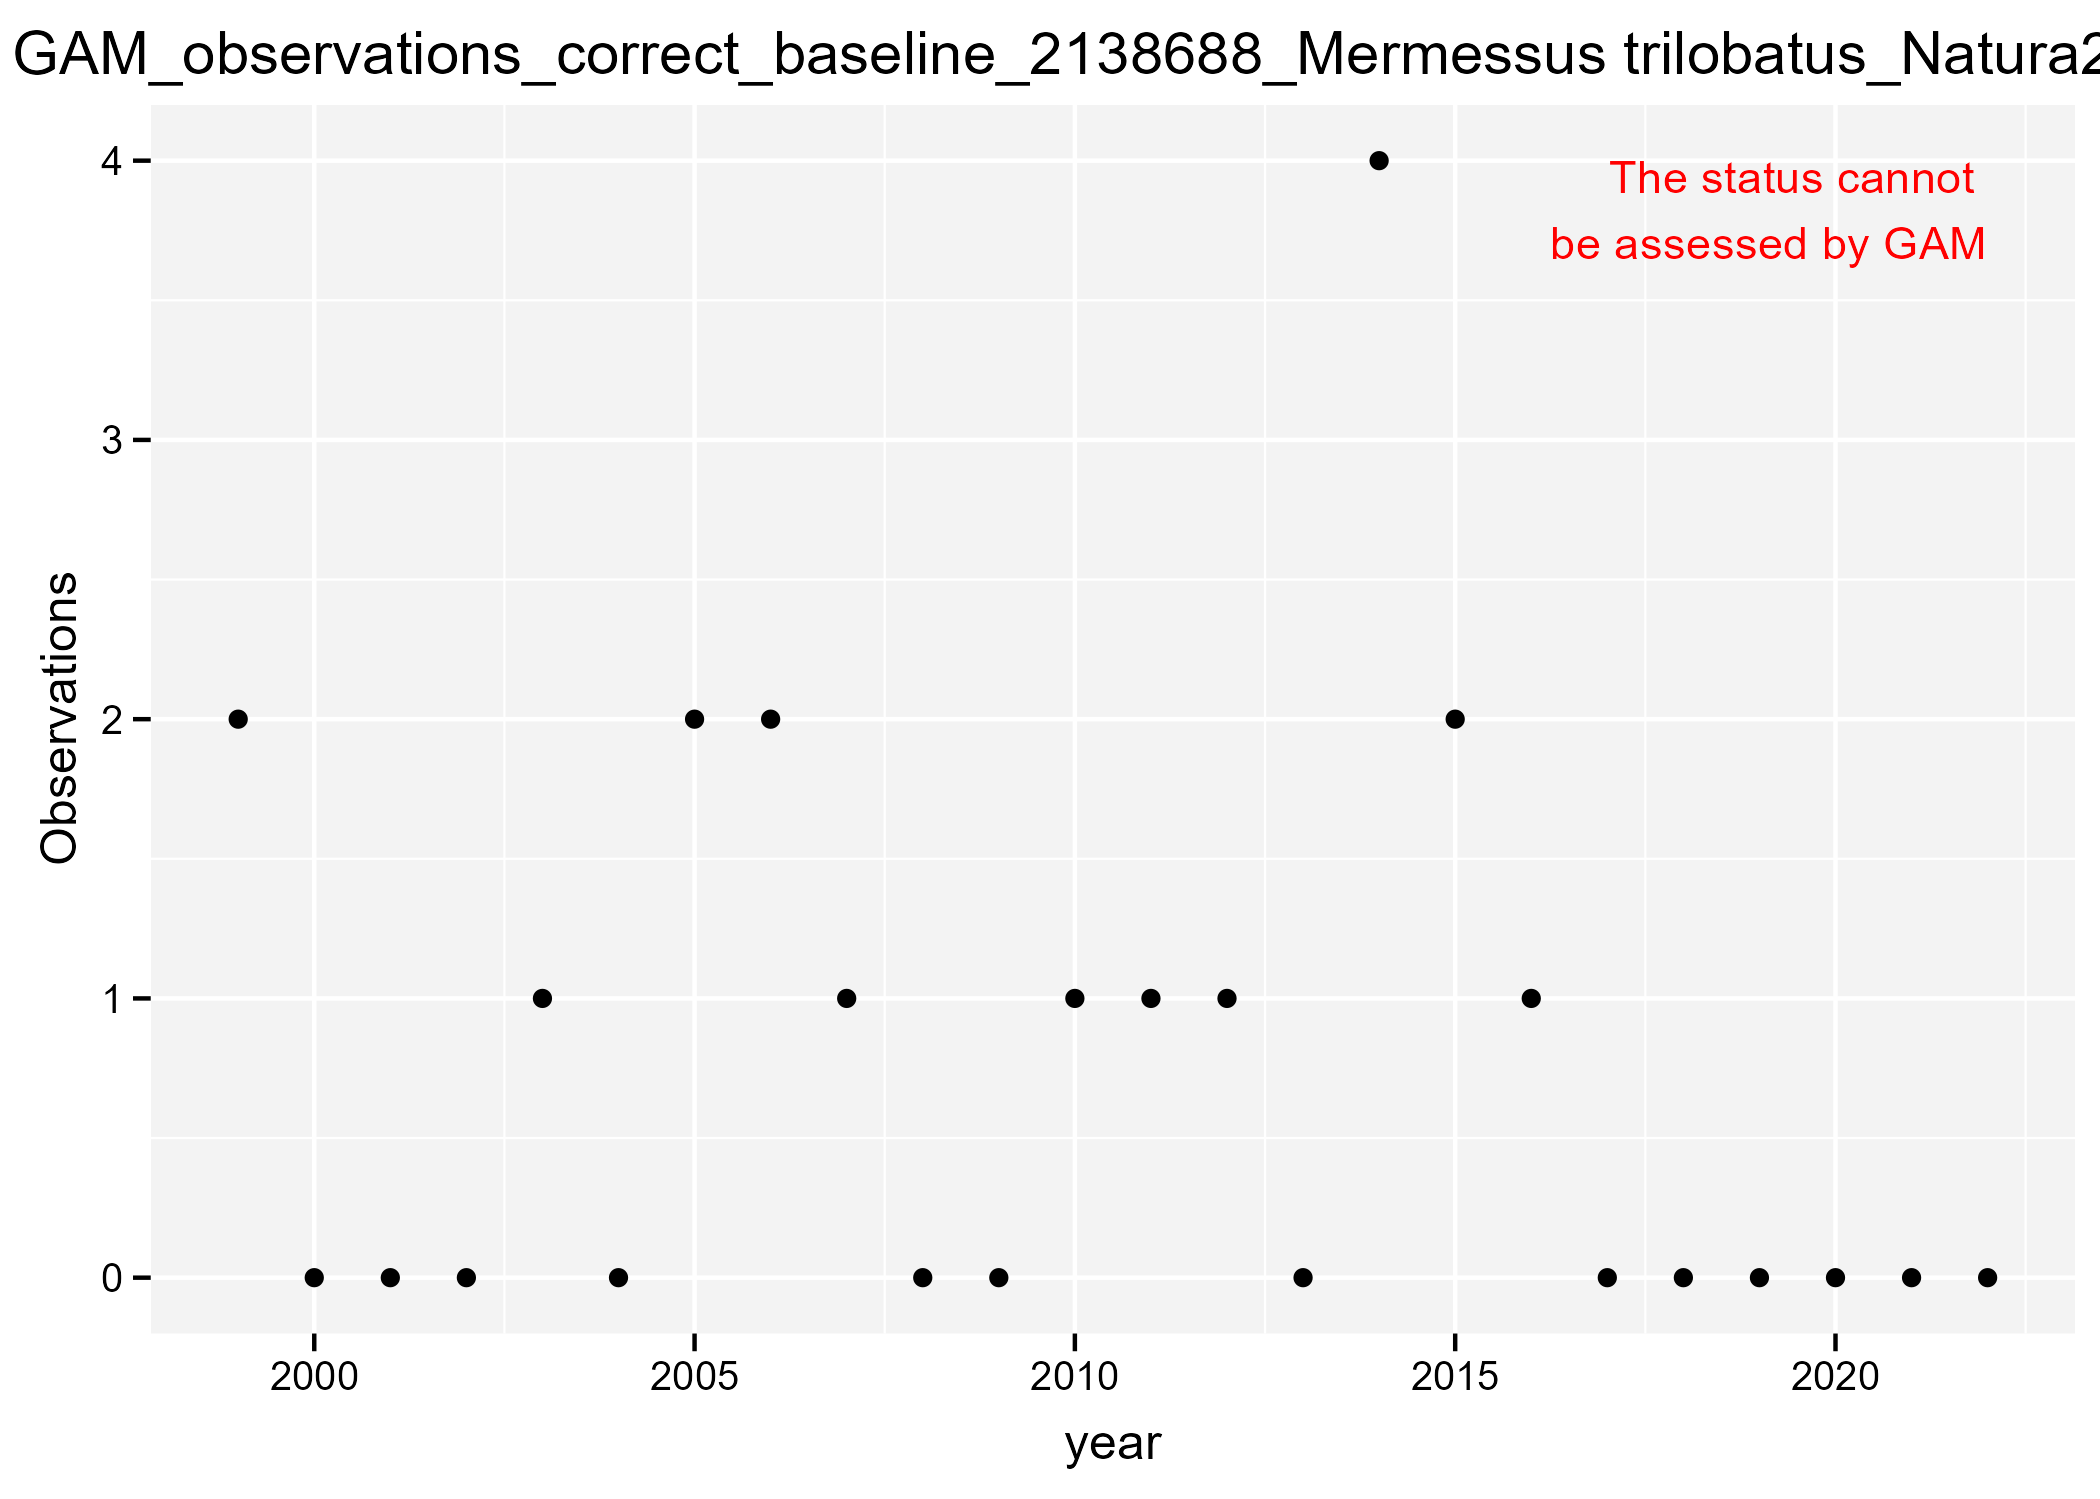 GAM_observations_correct_baseline_2138688_Mermessus trilobatus_Natura2
4
The status cannot
be assessed by GAM
3
Observations
2
1
0
2000 2005 2010 2015 2020
year